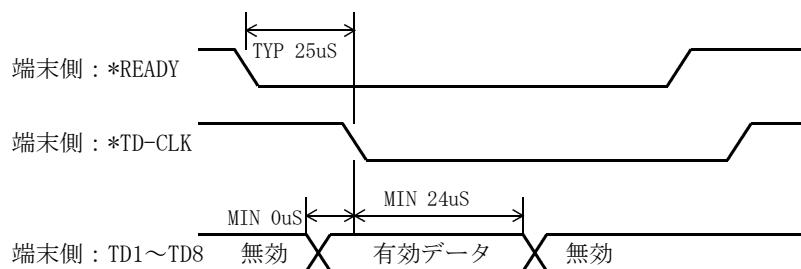 TYP 25uS
端末側：*READY
端末側：*TD-CLK
MIN 0uS
MIN 24uS
端末側：TD1～TD8 無効 有効データ 無効